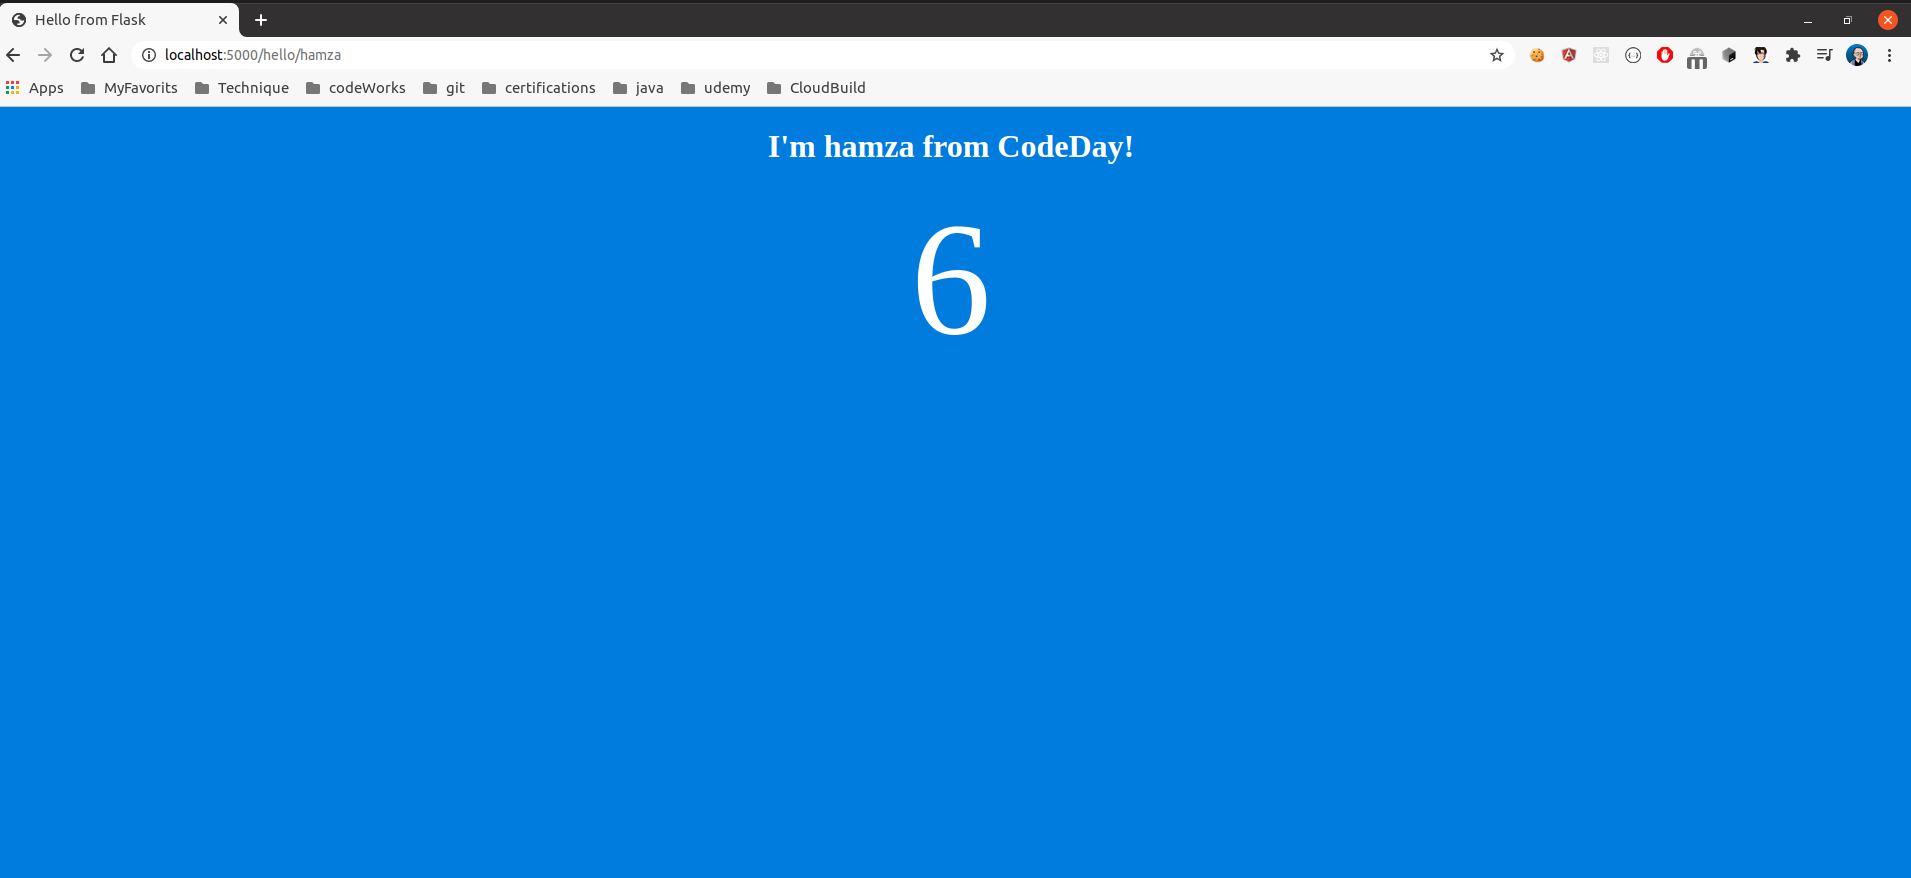 Hello from Flask
localhost:5000/hello/hamza
Apps MyFavorits Technique codeWorks git certifications java udemy CloudBuild
I'm hamza from CodeDay!
6